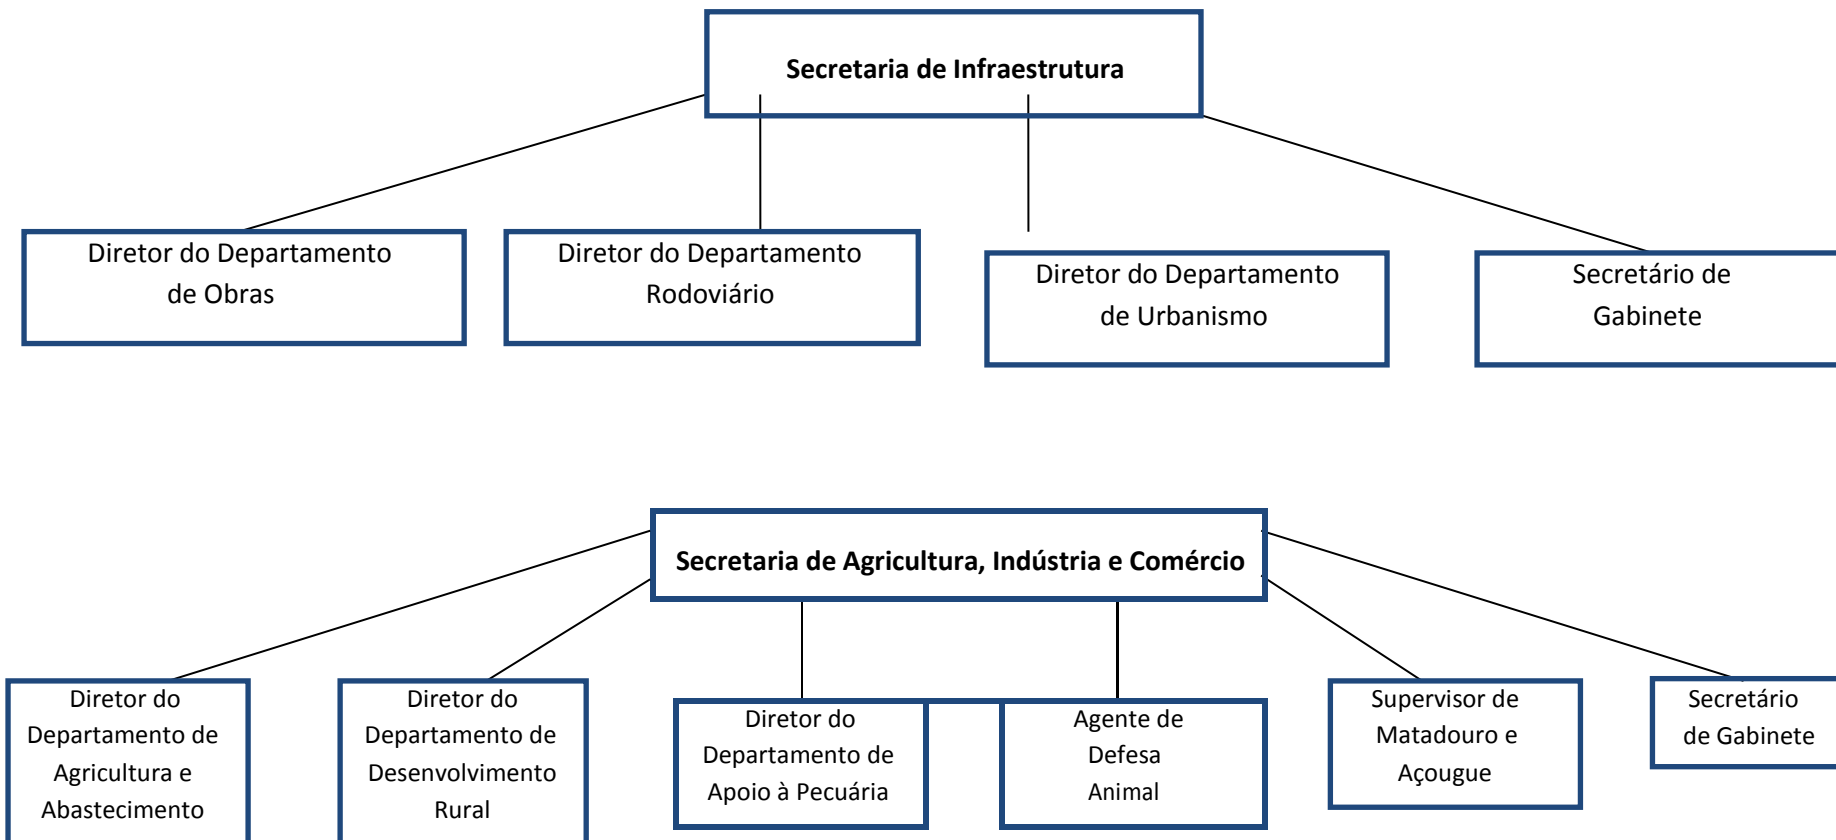 Secretaria de Infraestrutura
Diretor do Departamento
de Obras
Diretor do Departamento
Rodoviário
Diretor do Departamento
de Urbanismo
Secretário de
Gabinete
Secretaria de Agricultura, Indústria e Comércio
Diretor do
Departamento de
Agricultura e
Abastecimento
Diretor do
Departamento de
Desenvolvimento
Rural
Diretor do
Departamento de
Apoio à Pecuária
Agente de
Defesa
Animal
Supervisor de
Matadouro e
Açougue
Secretário
de Gabinete